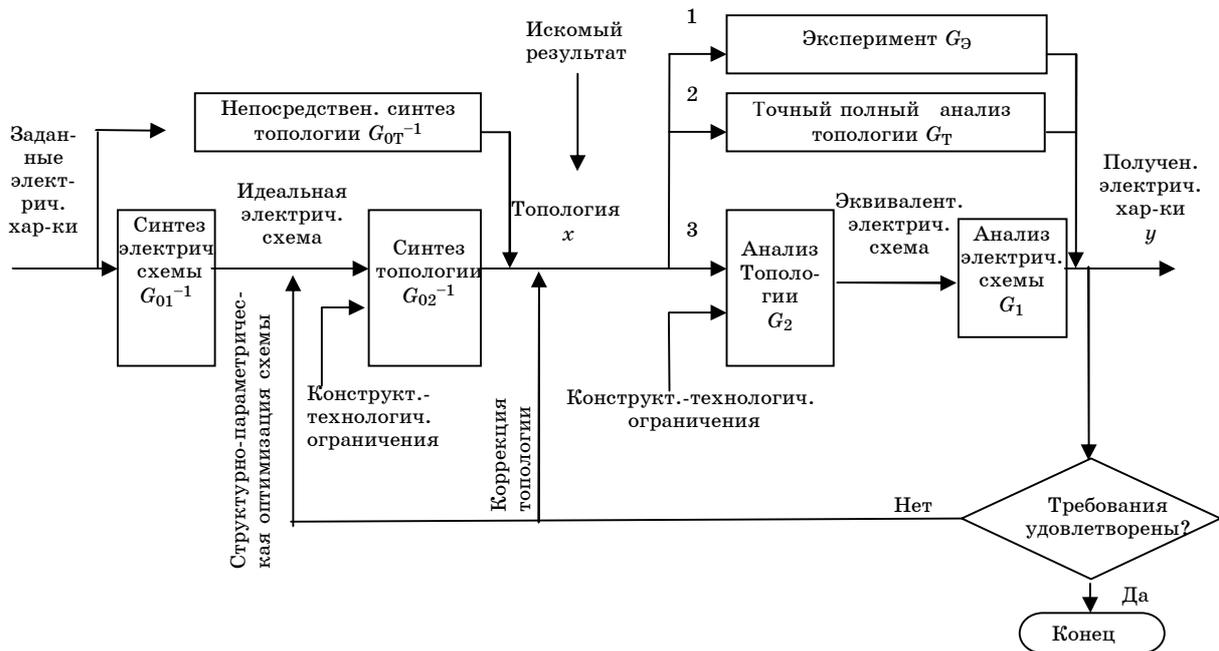 Искомый
результат
1
Эксперимент GЭ
2
Непосредствен. синтез
топологии G0Т−1
Точный полный анализ
топологии GТ
Задан-
ные
элект-
рич.
хар-ки
Синтез
электрич
схемы
G01−1
Идеальная
электрич.
схема
Синтез
топологии
G02−1
Топология
x
3
Анализ
Тополо-
гии
G2
Эквивалент.
электрич.
схема
Анализ
электрич.
схемы
G1
Получен.
электрич.
хар-ки
y
Структурно-параметричес-
кая оптимизация схемы
Конструкт.-
технологич.
ограничения
Коррекция
топологии
Конструкт.-технологич.
ограничения
Нет
Требования
удовлетворены?
Да
Конец